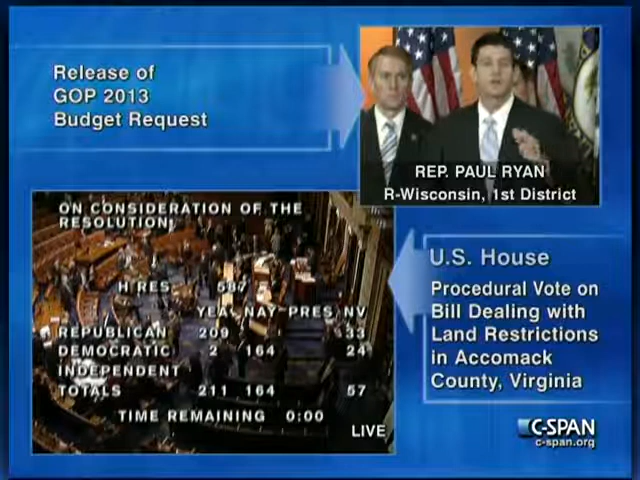 Release of
GOP 2013
Budget Request
REP. PAUL RYAN
R-Wisconsin, 1st District
ON CONSIDERATION OF THE
RESOLUTION
H RES 587
YEA NAY PRES NV
REPUBLICAN 209 33
DEMOCRATIC 2 164 24
INDEPENDENT
TOTALS 211 164 57
TIME REMAINING 0:00
LIVE
U.S. House
Procedural Vote on
Bill Dealing with
Land Restrictions
in Accomack
County, Virginia
C-SPAN
c-span.org